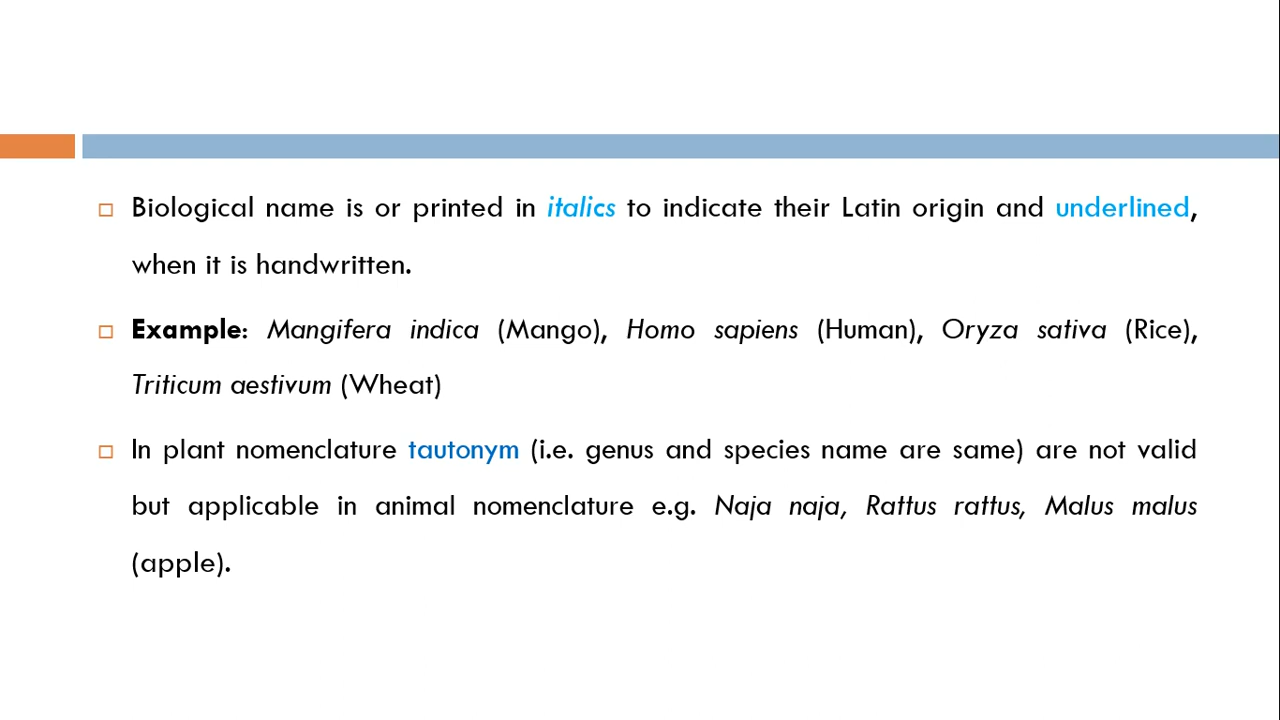 Biological name is or printed in italics to indicate their Latin origin and underlined,
when it is handwritten.
Example: Mangifera indica (Mango), Homo sapiens (Human), Oryza sativa (Rice),
Triticum aestivum (Wheat)
In plant nomenclature tautonym (i.e. genus and species name are same) are not valid
but applicable in animal nomenclature e.g. Naja naja, Rattus rattus, Malus malus
(apple).